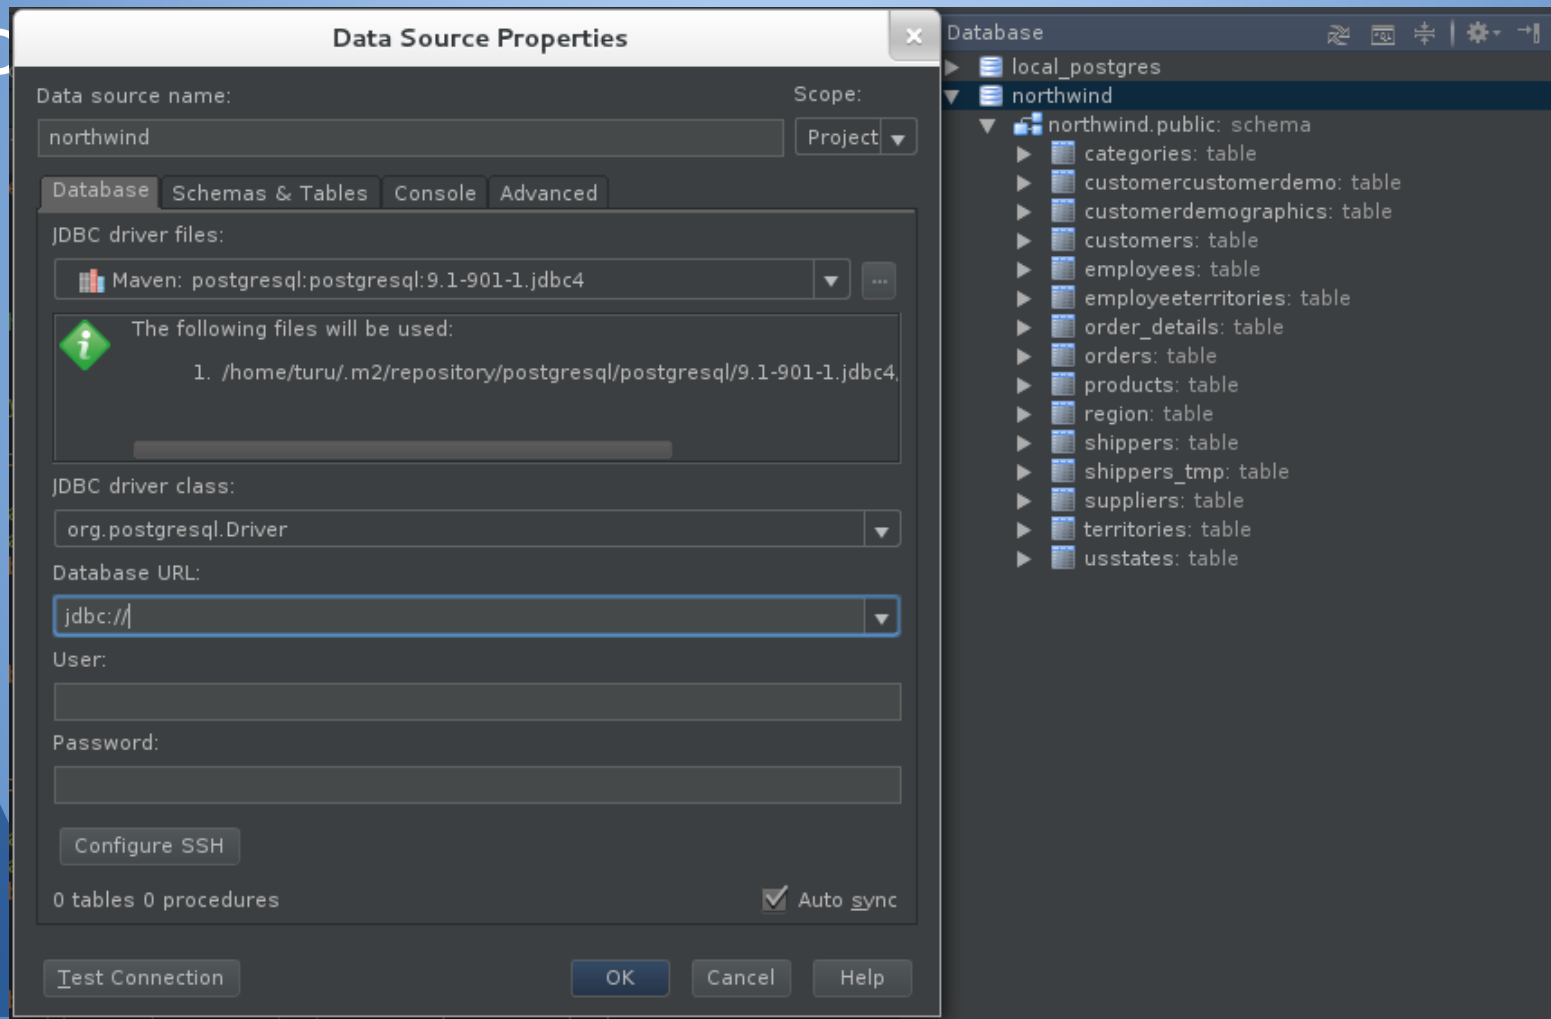 Data Source Properties
Data source name:
Scope:
northwind
Project
Database
Schemas & Tables
Console
Advanced
JDBC driver files:
Maven: postgresql:postgresql:9.1-901-1.jdbc4
...
The following files will be used:
1. /home/turu/.m2/repository/postgresql/postgresql/9.1-901-1.jdbc4,
JDBC driver class:
org.postgresql.Driver
Database URL:
jdbc://
User:
Password:
Configure SSH
0 tables 0 procedures
Auto sync
Test Connection
OK
Cancel
Help
Database
local_postgres
northwind
northwind.public: schema
categories: table
customercustomerdemo: table
customerdemographics: table
customers: table
employees: table
employeeterritories: table
order_details: table
orders: table
products: table
region: table
shippers: table
shippers_tmp: table
suppliers: table
territories: table
usstates: table